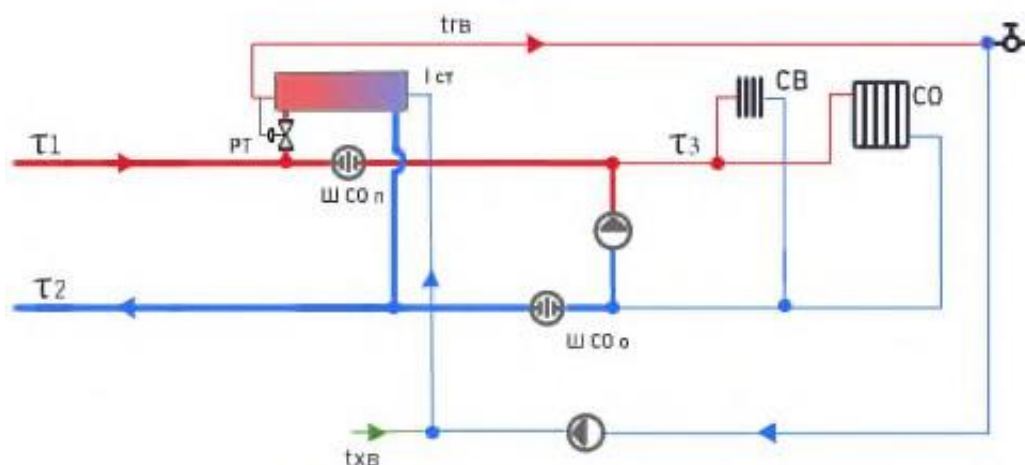 tгв
I ст
СВ
СО
РТ
τ1
τ3
Ш СО п
τ2
Ш СО о
tхв